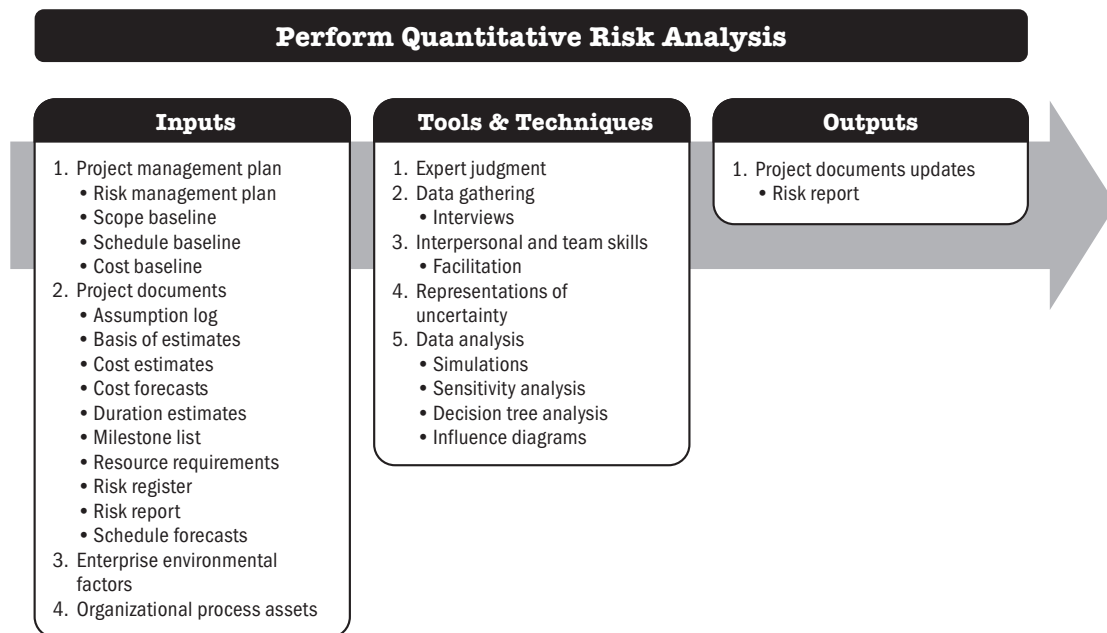 Perform Quantitative Risk Analysis
Inputs
1. Project management plan
• Risk management plan
• Scope baseline
• Schedule baseline
• Cost baseline
2. Project documents
• Assumption log
• Basis of estimates
• Cost estimates
• Cost forecasts
• Duration estimates
• Milestone list
• Resource requirements
• Risk register
• Risk report
• Schedule forecasts
3. Enterprise environmental
factors
4. Organizational process assets
Tools & Techniques
1. Expert judgment
2. Data gathering
• Interviews
3. Interpersonal and team skills
• Facilitation
4. Representations of
uncertainty
5. Data analysis
• Simulations
• Sensitivity analysis
• Decision tree analysis
• Influence diagrams
Outputs
1. Project documents updates
• Risk report